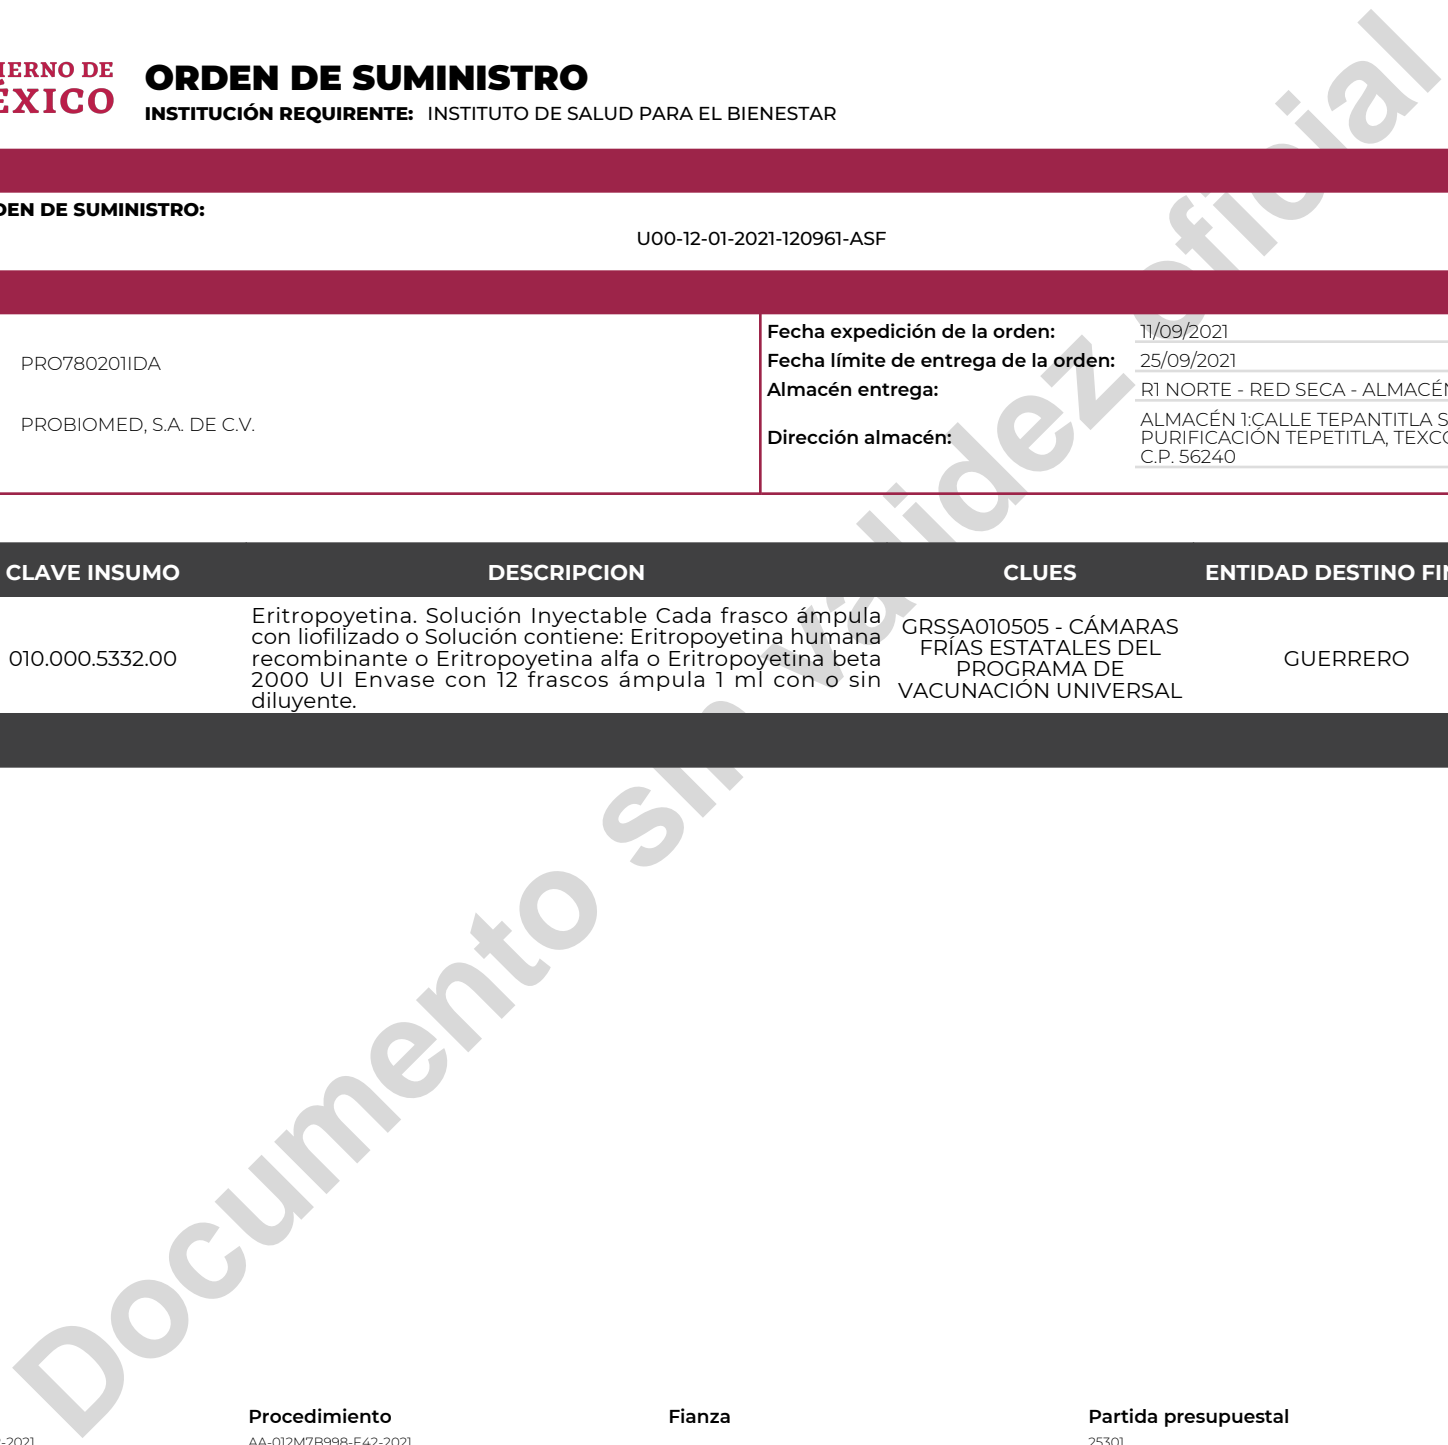 IERNO DE
ÉXICO
ORDEN DE SUMINISTRO
INSTITUCIÓN REQUIRENTE: INSTITUTO DE SALUD PARA EL BIENESTAR
DEN DE SUMINISTRO:
U00-12-01-2021-120961-ASF
PRO780201IDA
PROBIOMED, S.A. DE C.V.
Fecha expedición de la orden: 11/09/2021
Fecha límite de entrega de la orden: 25/09/2021
Almacén entrega: R1 NORTE - RED SECA - ALMACÉN
Dirección almacén:
ALMACÉN 1:CALLE TEPANTITLA S
PURIFICACIÓN TEPETITLA, TEXCO
C.P. 56240
CLAVE INSUMO DESCRIPCION CLUES ENTIDAD DESTINO FIN
010.000.5332.00
Eritropoyetina. Solución Inyectable Cada frasco ámpula
con liofilizado o Solución contiene: Eritropoyetina humana
recombinante o Eritropoyetina alfa o Eritropoyetina beta
2000 UI Envase con 12 frascos ámpula 1 ml con o sin
diluyente.
GRSSA010505 - CÁMARAS
FRÍAS ESTATALES DEL
PROGRAMA DE
VACUNACIÓN UNIVERSAL
GUERRERO
Documento sin validez oficial
Procedimiento Fianza Partida presupuestal
-2021 AA-012M7B998-E42-2021 25301